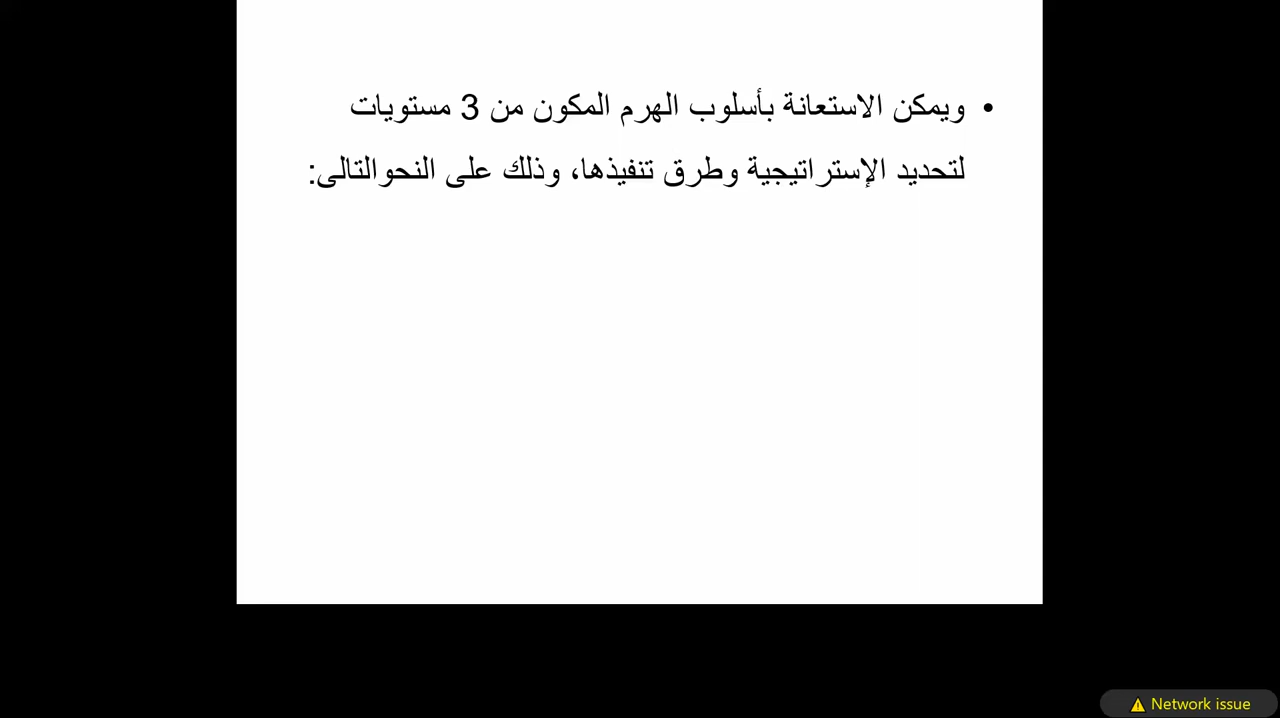 • ويمكن الاستعانة بأسلوب الهرم المكون من 3 مستويات
لتحديد الإستراتيجية وطرق تنفيذها، وذلك على النحوالتالى:
Network issue